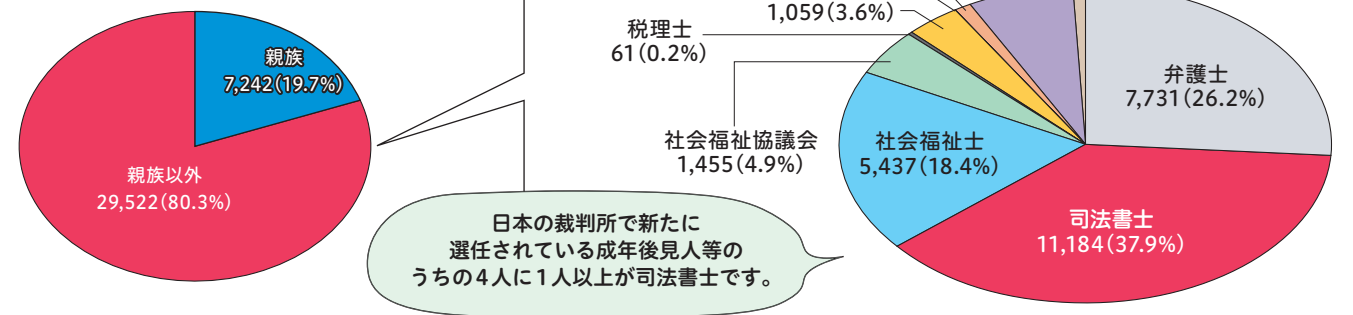 親族
7,242(19.7%)
親族以外
29,522(80.3%)
1,059(3.6%)
税理士
61(0.2%)
社会福祉協議会
1,455(4.9%)
社会福祉士
5,437(18.4%)
弁護士
7,731(26.2%)
司法書士
11,184(37.9%)
日本の裁判所で新たに
選任されている成年後見人等の
うちの4人に1人以上が司法書士です。